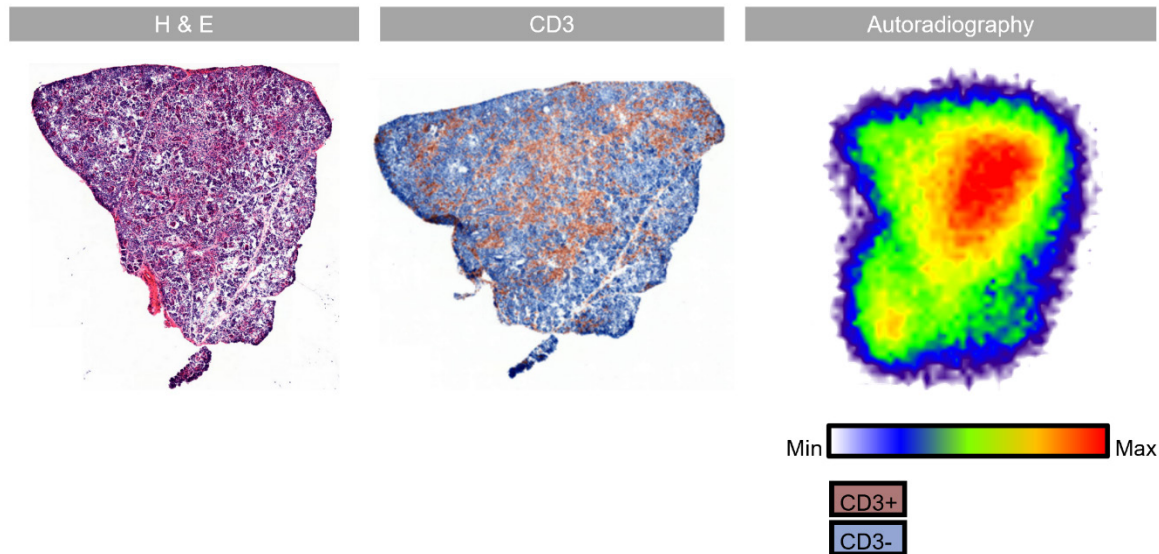 H & E
CD3
Autoradiography
Min
Max
CD3+
CD3-